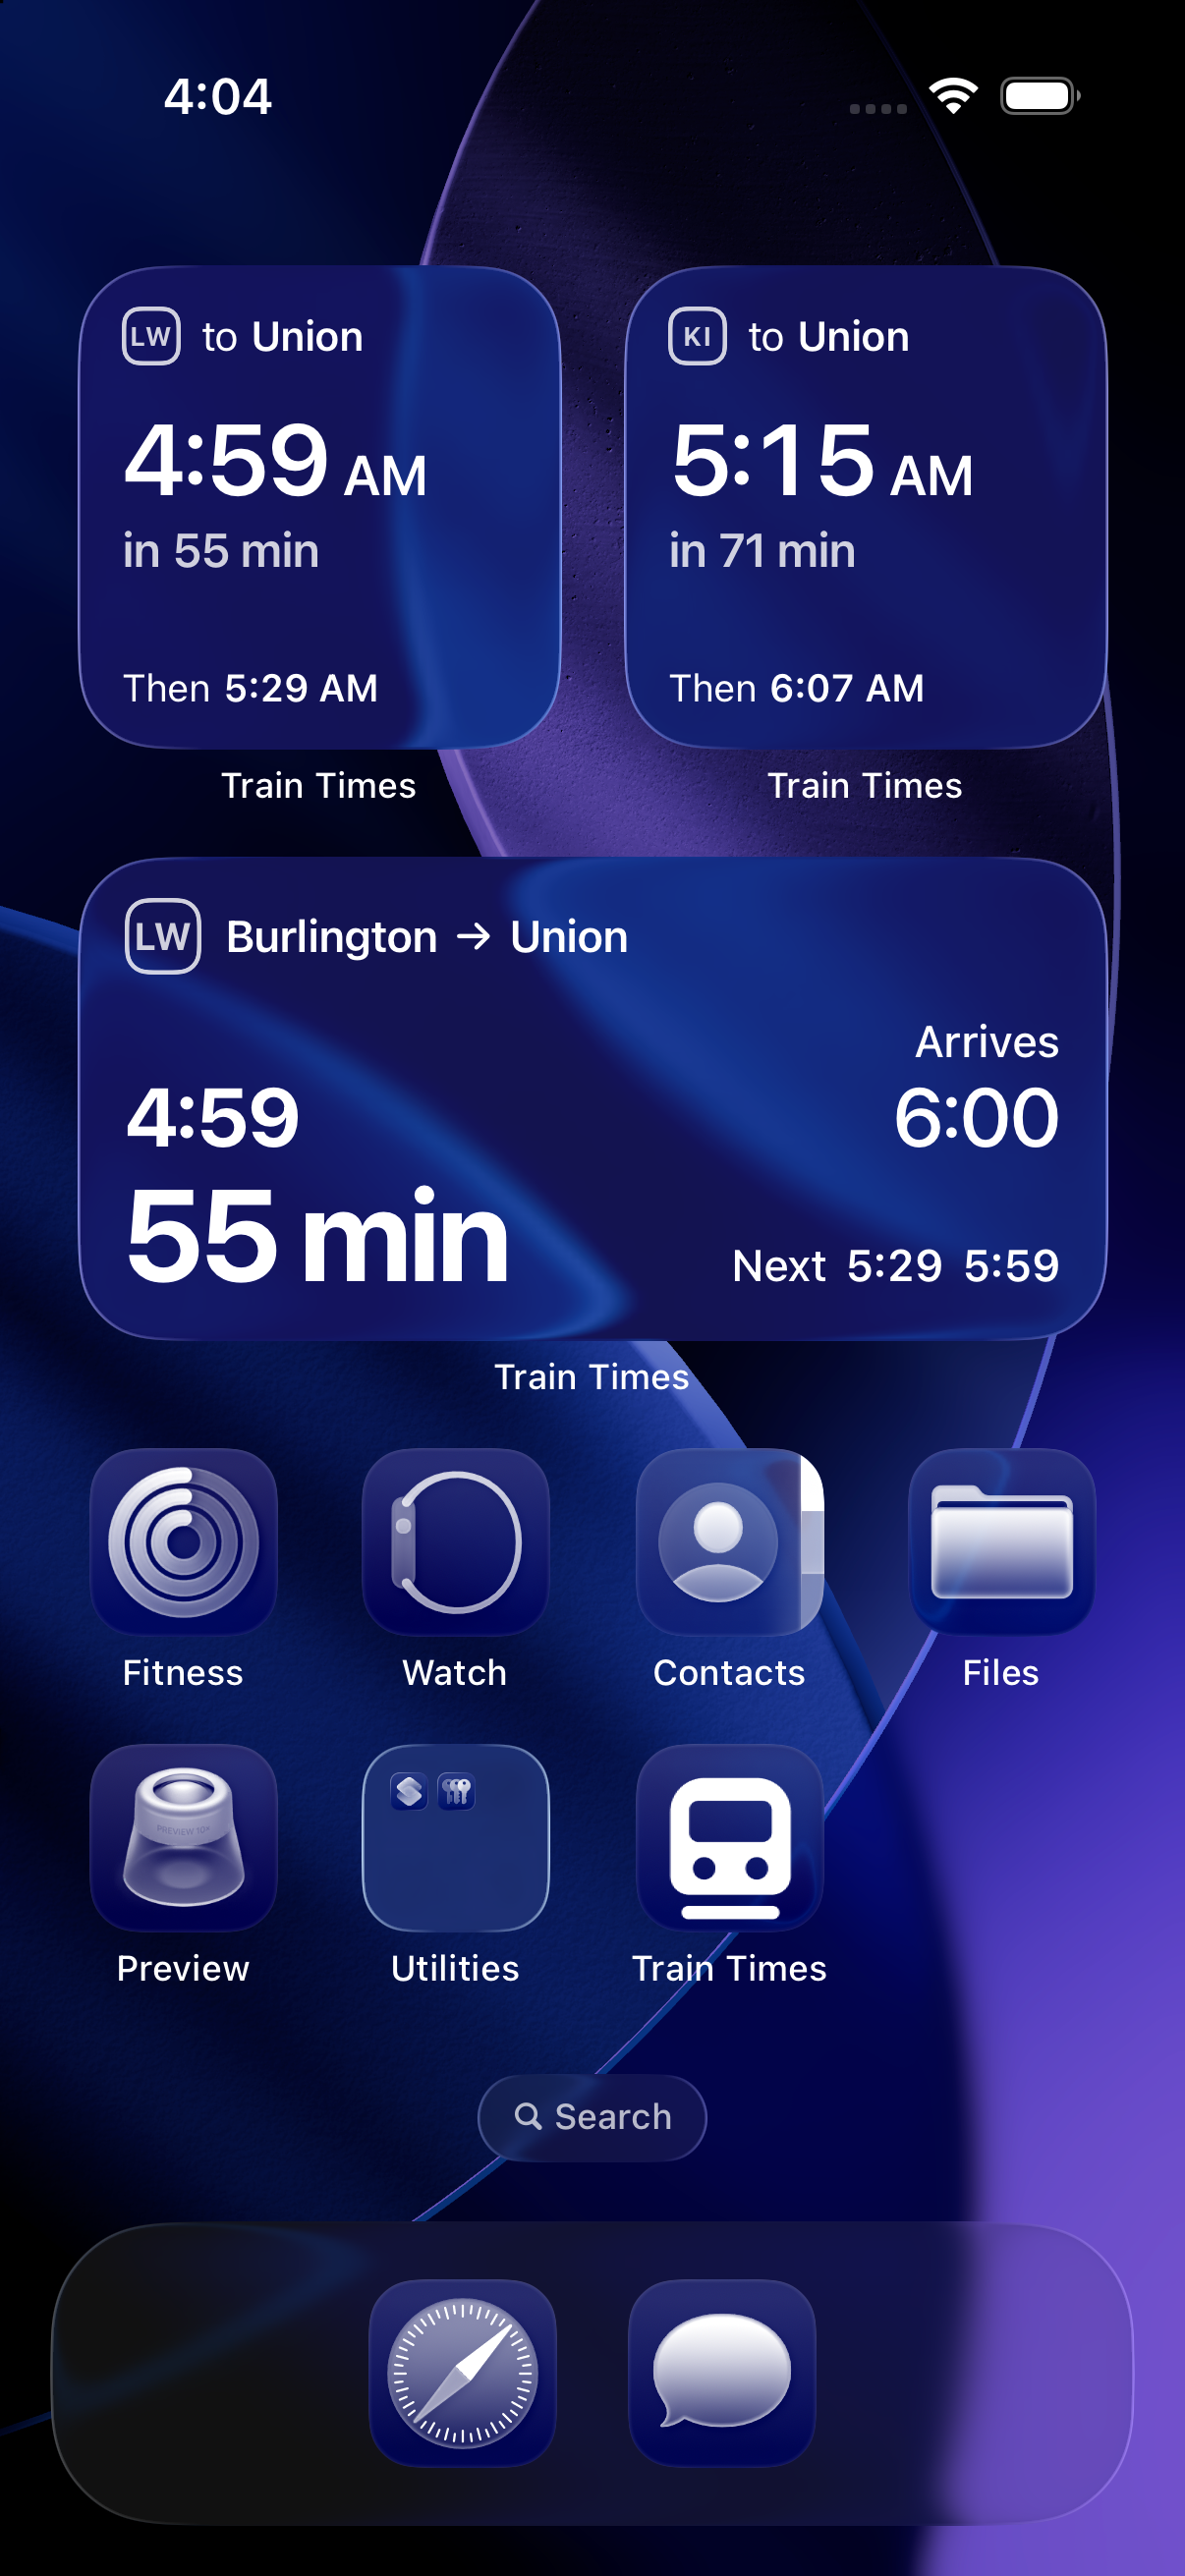 4:04
LW to Union
4:59 AM
in 55 min
Then 5:29 AM
Train Times
KI to Union
5:15 AM
in 71 min
Then 6:07 AM
Train Times
LW Burlington → Union
4:59
55 min
Arrives
6:00
Next 5:29 5:59
Train Times
Fitness
Watch
Contacts
Files
PREVIEW 10×
Preview
Utilities
Train Times
Search